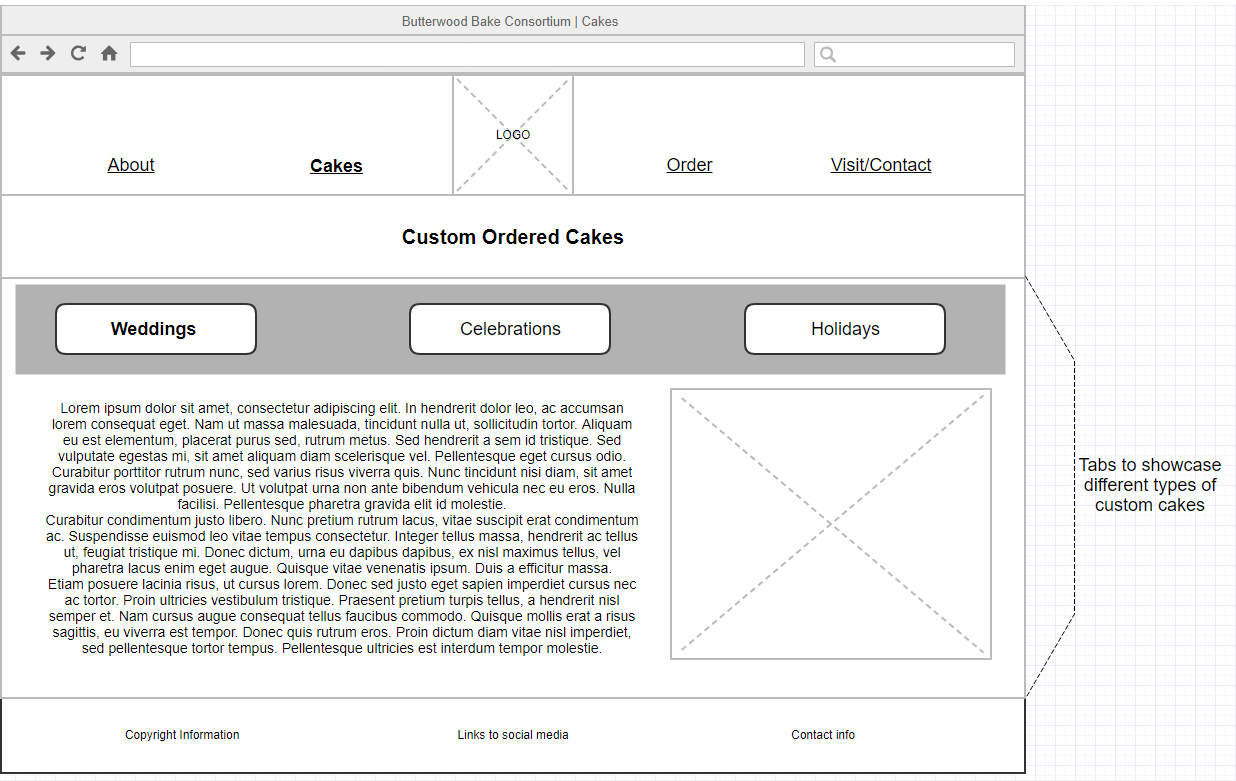 Butterwood Bake Consortium | Cakes
LOGO
About
Cakes
Order
Visit/Contact
Custom Ordered Cakes
Weddings
Celebrations
Holidays
Lorem ipsum dolor sit amet, consectetur adipiscing elit. In hendrerit dolor leo, ac accumsan
lorem consequat eget. Nam ut massa malesuada, tincidunt nulla ut, sollicitudin tortor. Aliquam
eu est elementum, placerat purus sed, rutrum metus. Sed hendrerit a sem id tristique. Sed
vulputate egestas mi, sit amet aliquam diam scelerisque vel. Pellentesque eget cursus odio.
Curabitur porttitor rutrum nunc, sed varius risus viverra quis. Nunc tincidunt nisi diam, sit amet
gravida eros volutpat posuere. Ut volutpat urna non ante bibendum vehicula nec eu eros. Nulla
facilisi. Pellentesque pharetra gravida elit id molestie.
Curabitur condimentum justo libero. Nunc pretium rutrum lacus, vitae suscipit erat condimentum
ac. Suspendisse euismod leo vitae tempus consectetur. Integer tellus massa, hendrerit ac tellus
ut, feugiat tristique mi. Donec dictum, urna eu dapibus dapibus, ex nisl maximus tellus, vel
pharetra lacus enim eget augue. Quisque vitae venenatis ipsum. Duis a efficitur massa.
Etiam posuere lacinia risus, ut cursus lorem. Donec sed justo eget sapien imperdiet cursus nec
ac tortor. Proin ultricies vestibulum tristique. Praesent pretium turpis tellus, a hendrerit nisl
semper et. Nam cursus augue consequat tellus faucibus commodo. Quisque mollis erat a risus
sagittis, eu viverra est tempor. Donec quis rutrum eros. Proin dictum diam vitae nisl imperdiet,
sed pellentesque tortor tempus. Pellentesque ultricies est interdum tempor molestie.
Tabs to showcase
different types of
custom cakes
Copyright Information
Links to social media
Contact info